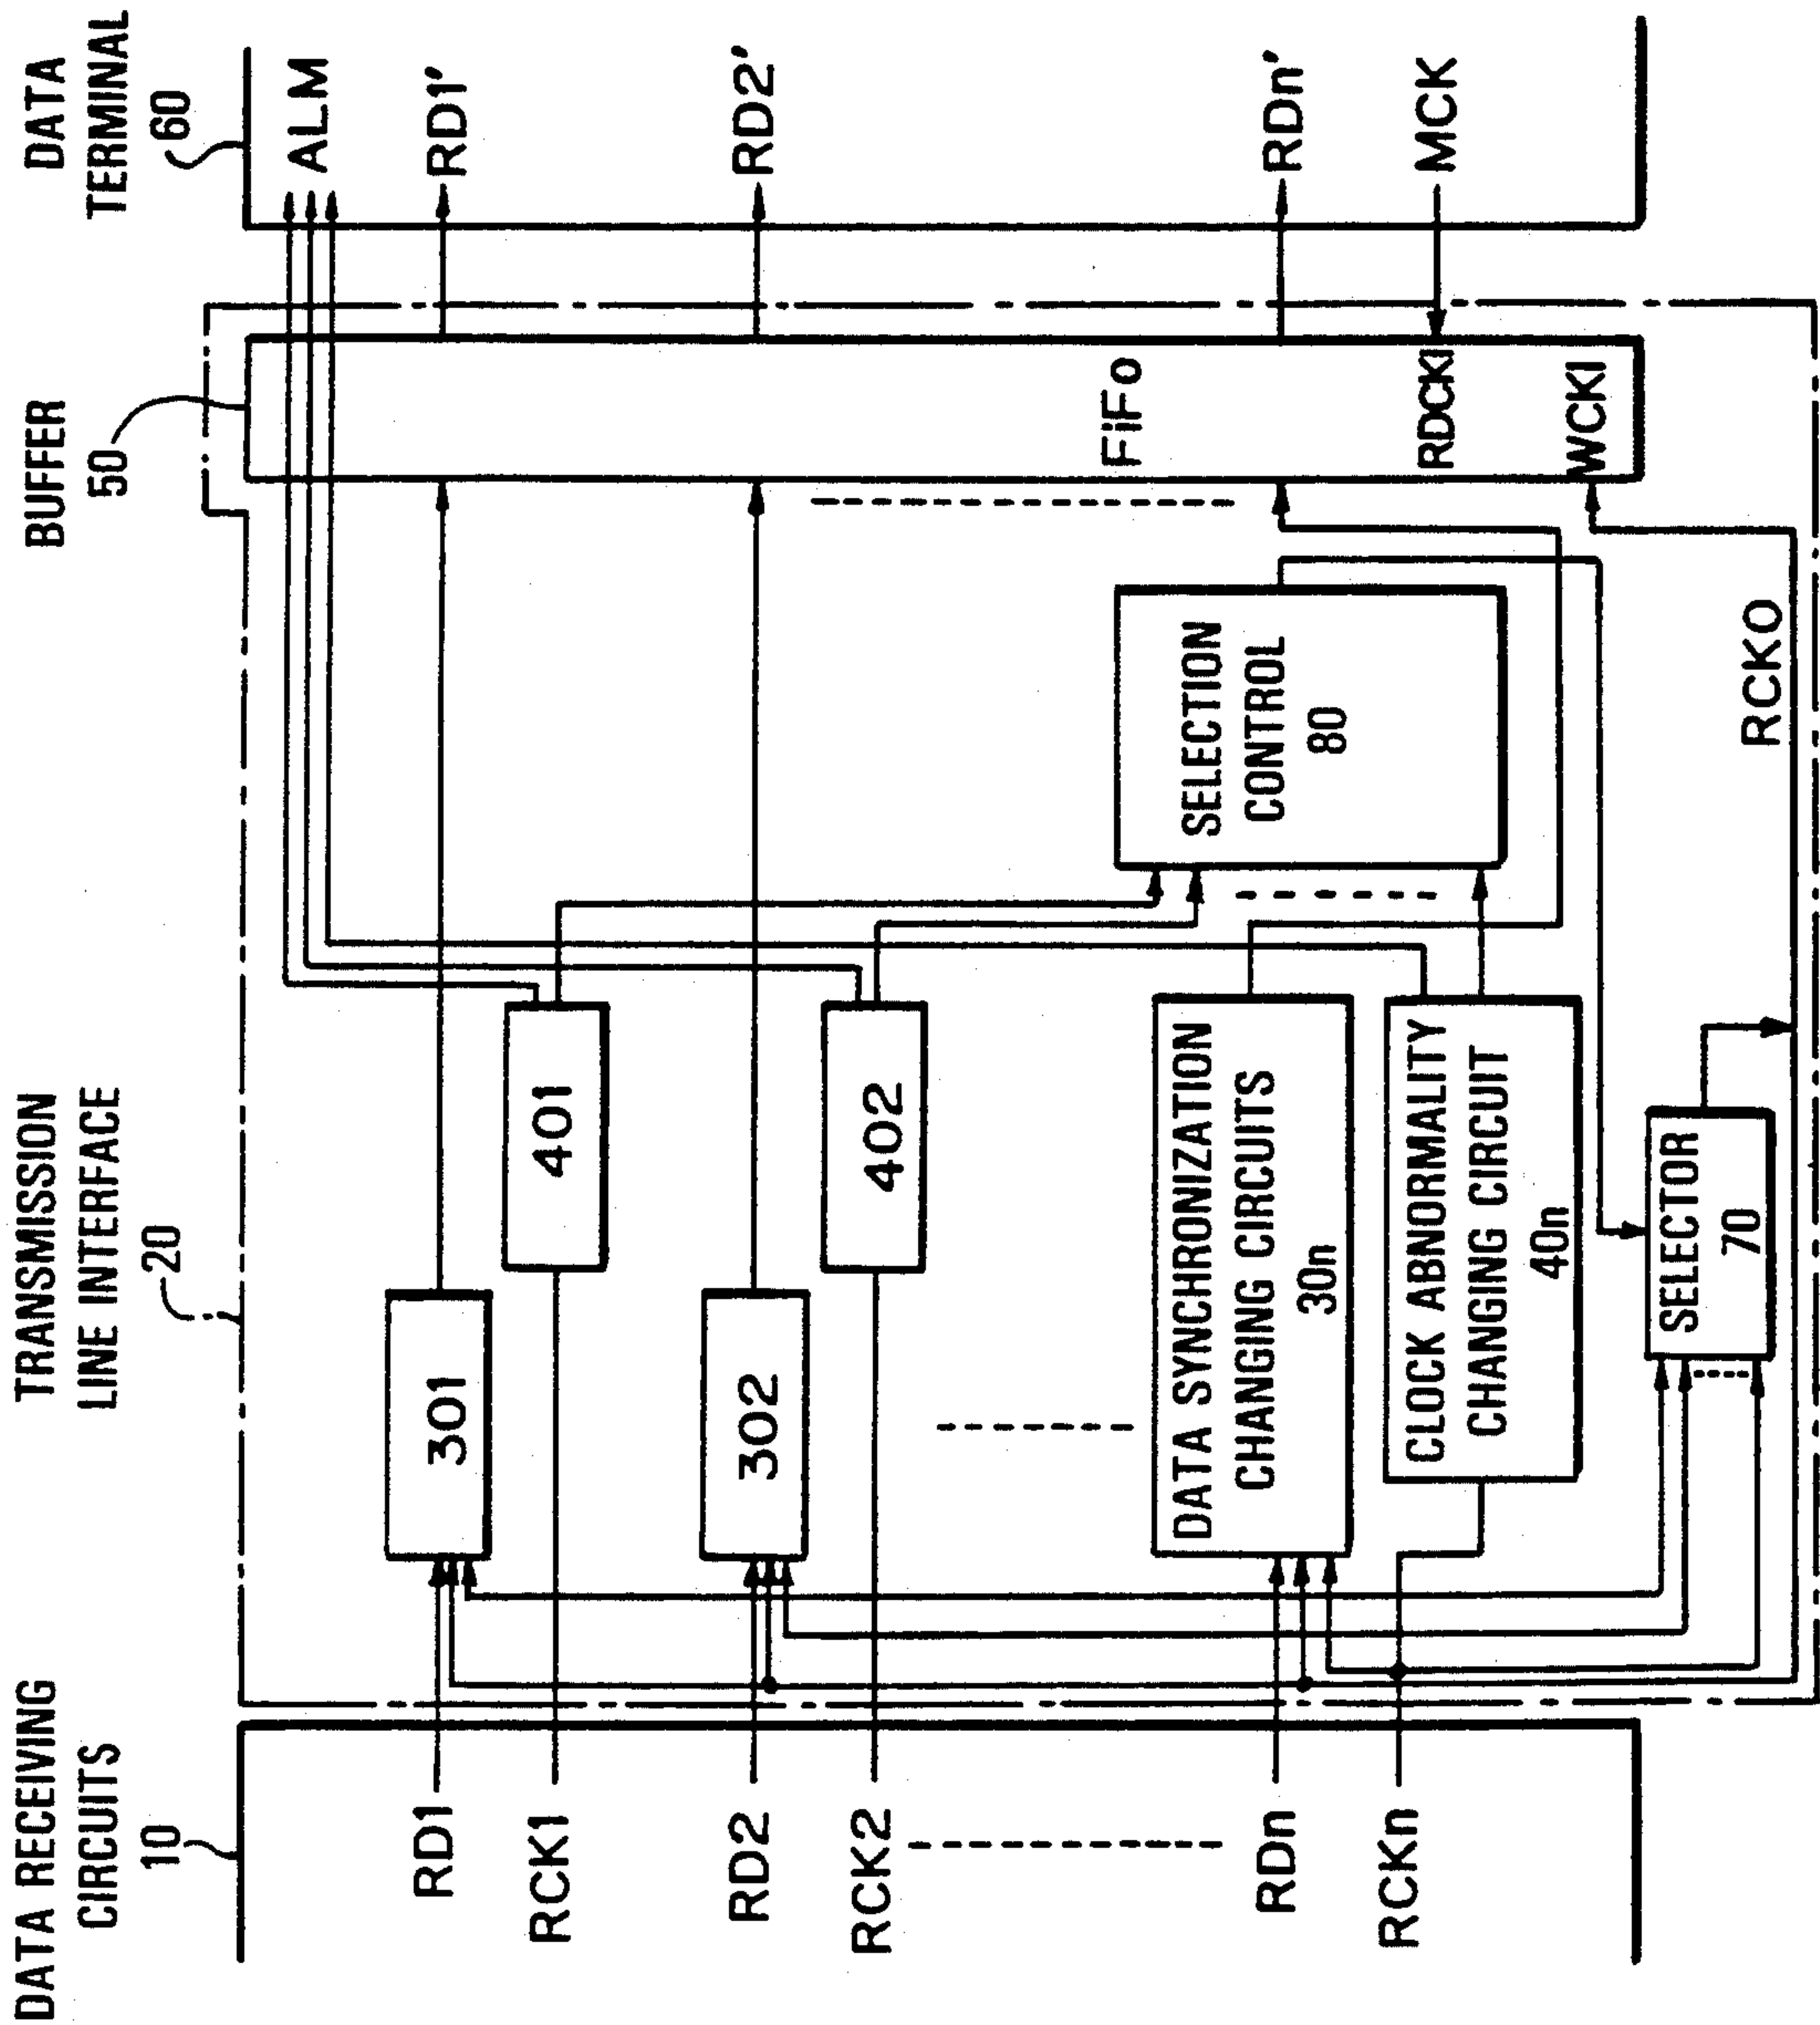 DATA RECEIVING
CIRCUITS
10
TRANSMISSION
LINE INTERFACE
20
BUFFER
50
DATA
TERMINAL
60
ALM
RD1
301
RD1'
RCK1
401
RD2
302
RD2'
RCK2
402
SELECTION
CONTROL
80
FiFo
RDn
DATA SYNCHRONIZATION
CHANGING CIRCUITS
30n
RDn'
RCKn
CLOCK ABNORMALITY
CHANGING CIRCUIT
40n
RDCKI
MCK
WCKI
SELECTOR
70
RCKO